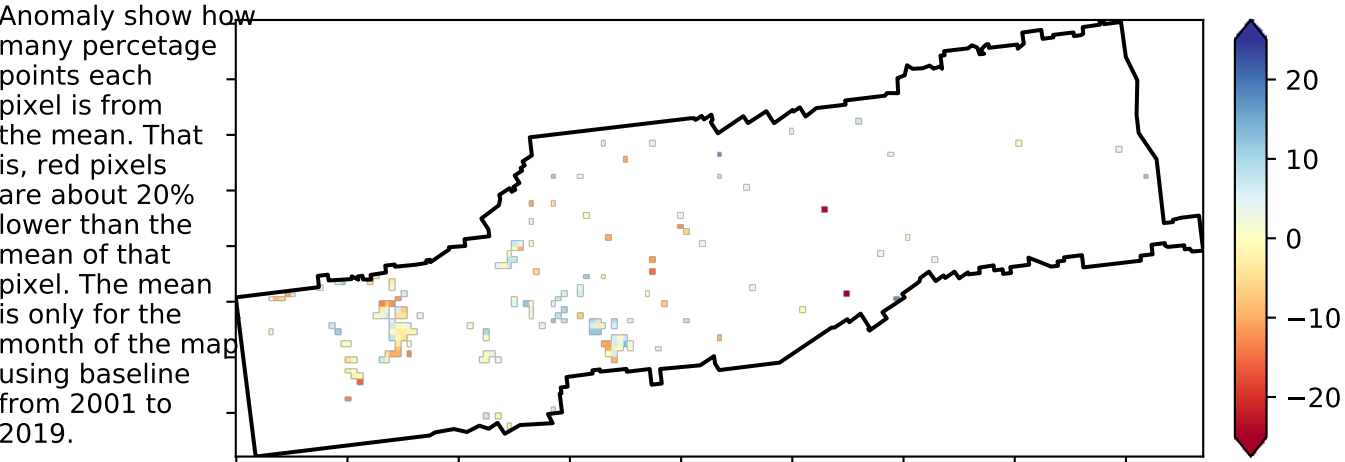 Anomaly show how
many percetage
points each
pixel is from
the mean. That
is, red pixels
are about 20%
lower than the
mean of that
pixel. The mean
is only for the
month of the map
using baseline
from 2001 to
2019.
20
10
0
−10
−20